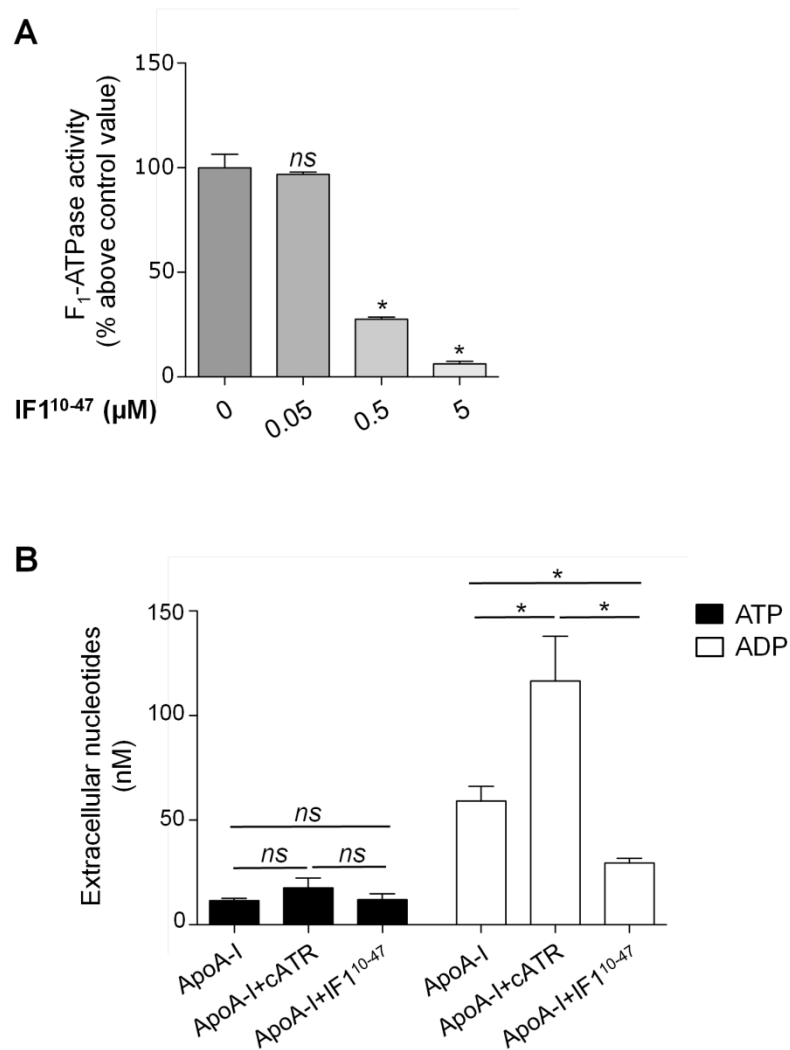 A
F₁-ATPase activity
(% above control value)
150
100
50
0
ns
*
*
IF1¹⁰⁻⁴⁷ (µM)
0
0.05
0.5
5
B
Extracellular nucleotides
(nM)
150
100
50
0
*
*
*
ns
ns
ns
ATP
ADP
ApoA-I
ApoA-I+cATR
ApoA-I+IF1¹⁰⁻⁴⁷
ApoA-I
ApoA-I+cATR
ApoA-I+IF1¹⁰⁻⁴⁷